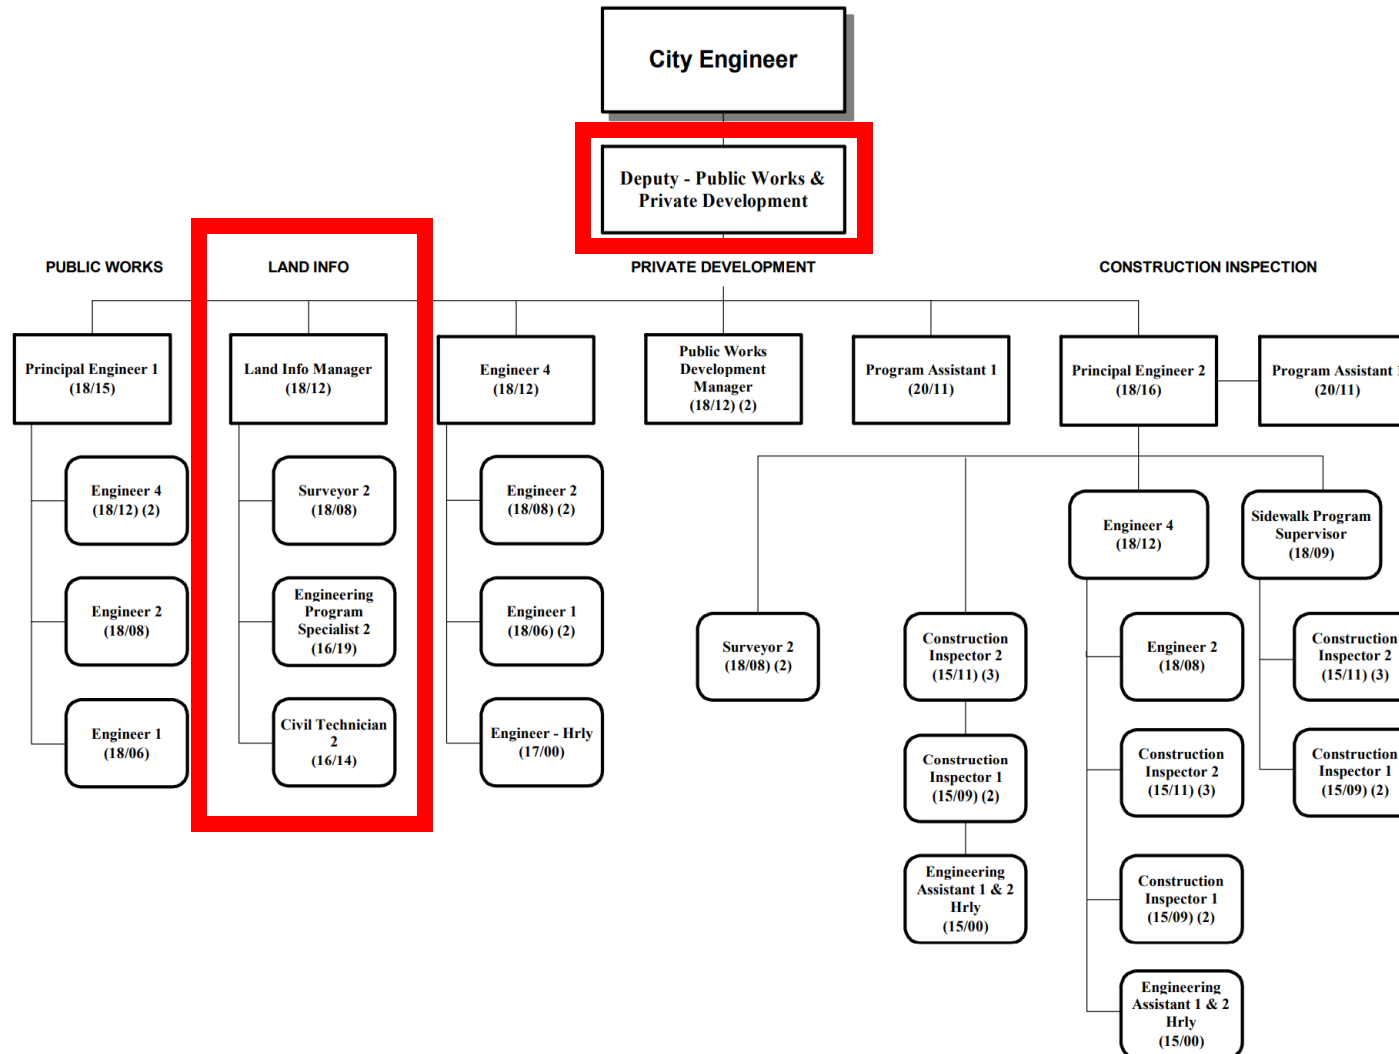 City Engineer
Deputy - Public Works &
Private Development
PUBLIC WORKS
LAND INFO
PRIVATE DEVELOPMENT
CONSTRUCTION INSPECTION
Principal Engineer 1
(18/15)
Land Info Manager
(18/12)
Engineer 4
(18/12)
Public Works
Development
Manager
(18/12) (2)
Program Assistant 1
(20/11)
Principal Engineer 2
(18/16)
Program Assistant 1
(20/11)
Engineer 4
(18/12) (2)
Engineer 2
(18/08)
Engineer 1
(18/06)
Surveyor 2
(18/08)
Engineering
Program
Specialist 2
(16/19)
Civil Technician
2
(16/14)
Engineer 2
(18/08) (2)
Engineer 1
(18/06) (2)
Engineer - Hrly
(17/00)
Surveyor 2
(18/08) (2)
Construction
Inspector 2
(15/11) (3)
Construction
Inspector 1
(15/09) (2)
Engineering
Assistant 1 & 2
Hrly
(15/00)
Engineer 4
(18/12)
Engineer 2
(18/08)
Construction
Inspector 2
(15/11) (3)
Construction
Inspector 1
(15/09) (2)
Engineering
Assistant 1 & 2
Hrly
(15/00)
Sidewalk Program
Supervisor
(18/09)
Construction
Inspector 2
(15/11) (3)
Construction
Inspector 1
(15/09) (2)